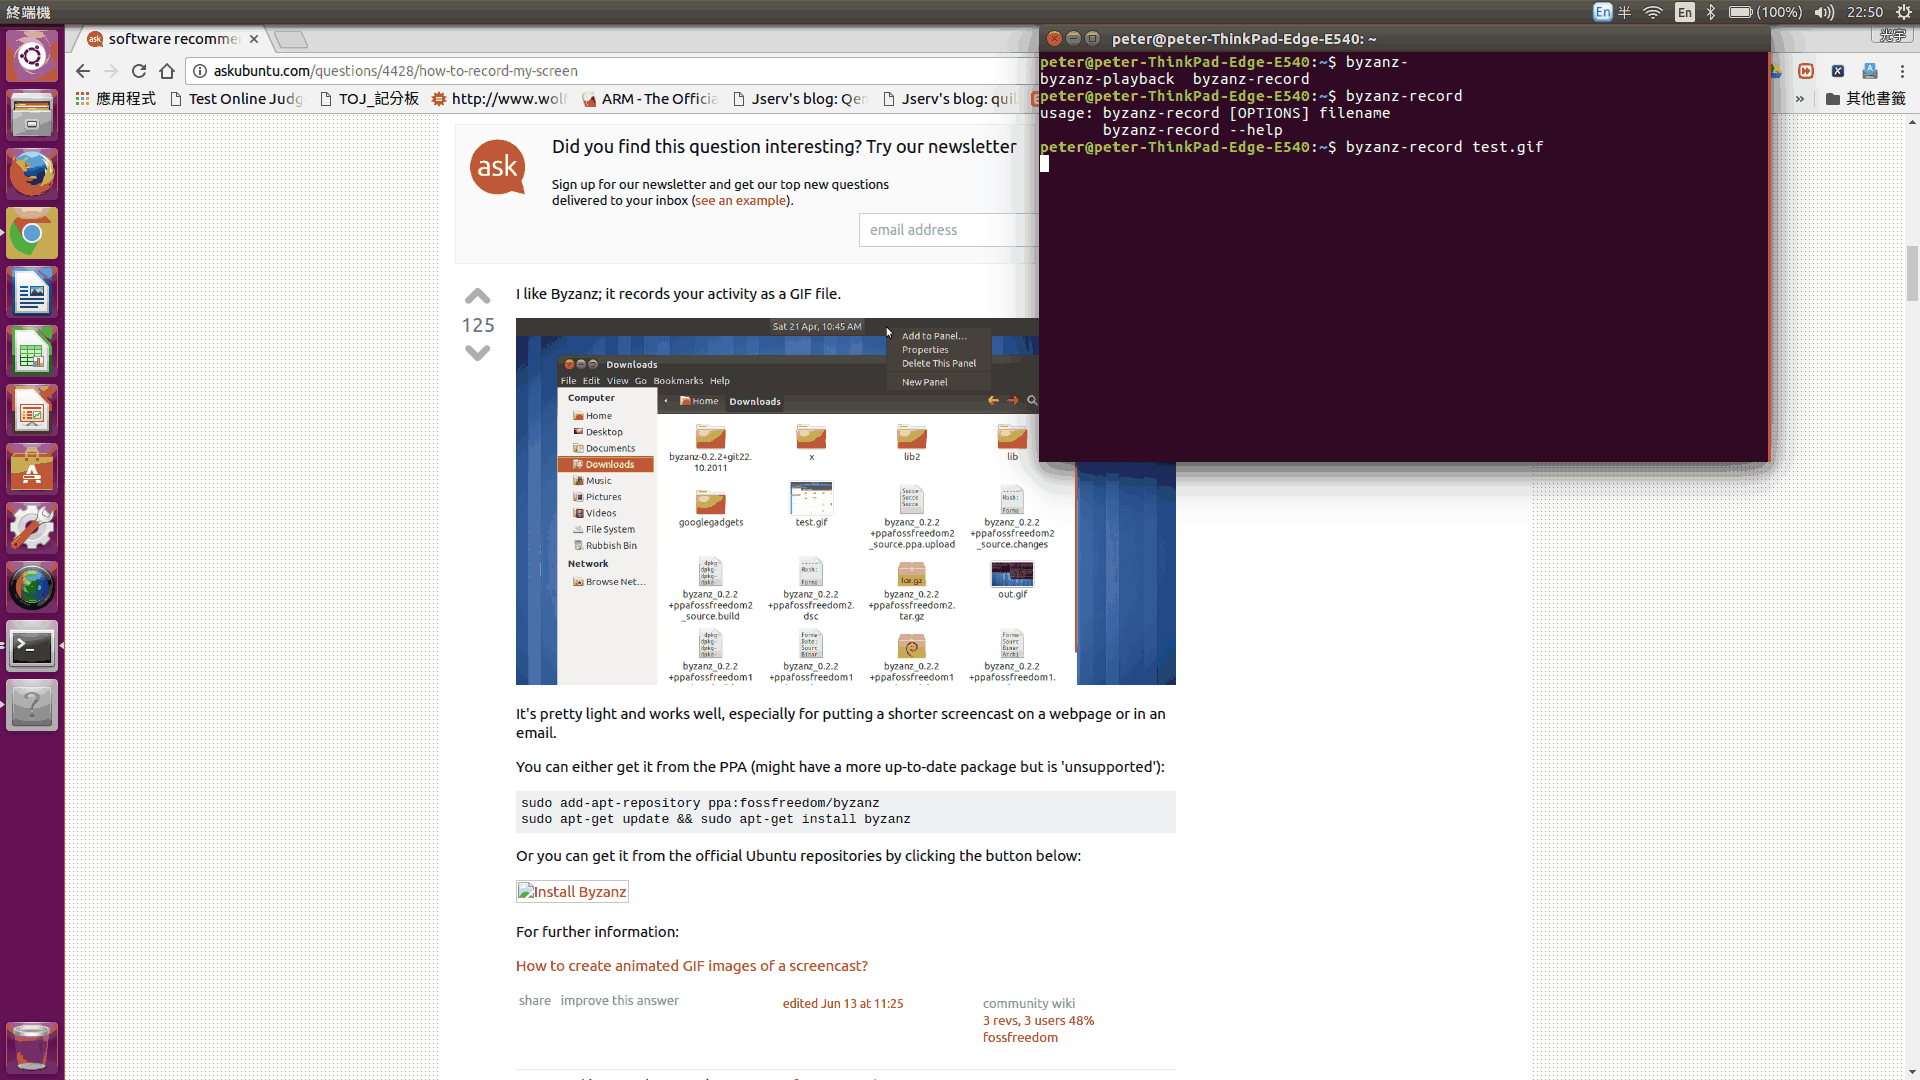 終端機
En 半 En (100%) 22:50
software recomme
askubuntu.com/questions/4428/how-to-record-my-screen
應用程式 Test Online Judg TOJ_記分板 http://www.wolf ARM - The Officia Jserv's blog: Qer Jserv's blog: quil » 其他書籤
peter@peter-ThinkPad-Edge-E540: ~
peter@peter-ThinkPad-Edge-E540:~$ byzanz-
byzanz-playback byzanz-record
peter@peter-ThinkPad-Edge-E540:~$ byzanz-record
usage: byzanz-record [OPTIONS] filename
byzanz-record --help
peter@peter-ThinkPad-Edge-E540:~$ byzanz-record test.gif
ask
Did you find this question interesting? Try our newsletter
Sign up for our newsletter and get our top new questions
delivered to your inbox (see an example).
email address
125
I like Byzanz; it records your activity as a GIF file.
Sat 21 Apr, 10:45 AM
Add to Panel...
Properties
Delete This Panel
New Panel
Downloads
File Edit View Go Bookmarks Help
Computer
Home
Desktop
Documents
Downloads
Music
Pictures
Videos
File System
Rubbish Bin
Network
Browse Net...
Home Downloads
byzanz-0.2.2+git22.
10.2011
x
lib2
lib
googlegadgets
test.gif
byzanz_0.2.2
+ppafossfreedom2
_source.ppa.upload
byzanz_0.2.2
+ppafossfreedom2
_source.changes
byzanz_0.2.2
+ppafossfreedom2
_source.build
byzanz_0.2.2
+ppafossfreedom2.
dsc
tar.gz
byzanz_0.2.2
+ppafossfreedom2.
tar.gz
out.gif
byzanz_0.2.2
+ppafossfreedom1
byzanz_0.2.2
+ppafossfreedom1
byzanz_0.2.2
+ppafossfreedom1
byzanz_0.2.2
+ppafossfreedom1.
It's pretty light and works well, especially for putting a shorter screencast on a webpage or in an
email.
You can either get it from the PPA (might have a more up-to-date package but is 'unsupported'):
sudo add-apt-repository ppa:fossfreedom/byzanz
sudo apt-get update && sudo apt-get install byzanz
Or you can get it from the official Ubuntu repositories by clicking the button below:
Install Byzanz
For further information:
How to create animated GIF images of a screencast?
share improve this answer
edited Jun 13 at 11:25
community wiki
3 revs, 3 users 48%
fossfreedom